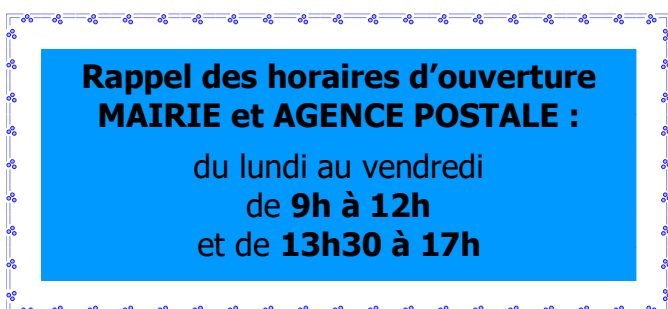 Rappel des horaires d’ouverture
MAIRIE et AGENCE POSTALE :
du lundi au vendredi
de 9h à 12h
et de 13h30 à 17h